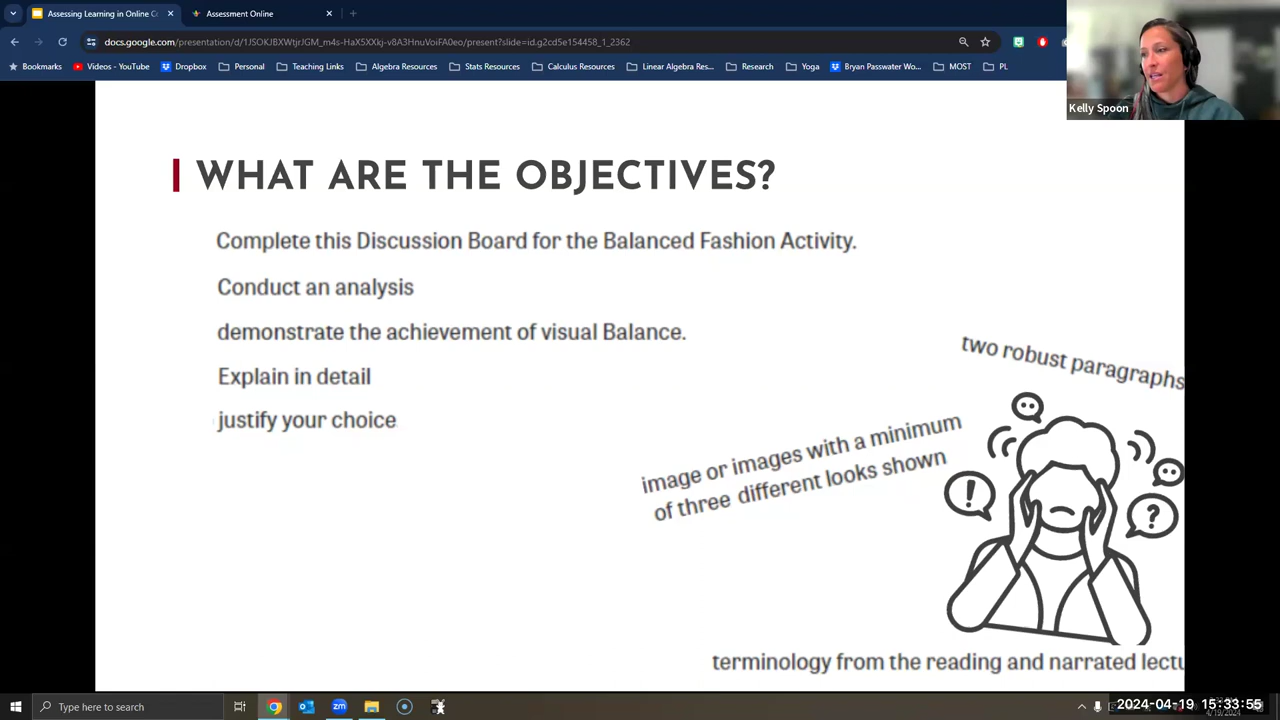 Assessing Learning in Online Co
Assessment Online
docs.google.com/presentation/d/1JSOKJBXWtjrJGM_m4s-HaX5Okj-v8A3HnuVoiFA0eo/present?slide=id.g2cd5e154458_1_2362
Bookmarks
Videos - YouTube
Dropbox
Personal
Teaching Links
Algebra Resources
Stats Resources
Calculus Resources
Linear Algebra Res...
Research
Yoga
Bryan Passwater Wo...
MOST
PL
Kelly Spoon
WHAT ARE THE OBJECTIVES?
Complete this Discussion Board for the Balanced Fashion Activity.
Conduct an analysis
demonstrate the achievement of visual Balance.
Explain in detail
justify your choice
two robust paragraphs
image or images with a minimum
of three different looks shown
! ?
terminology from the reading and narrated lectu
Type here to search
zm
2024-04-19 15:33:55